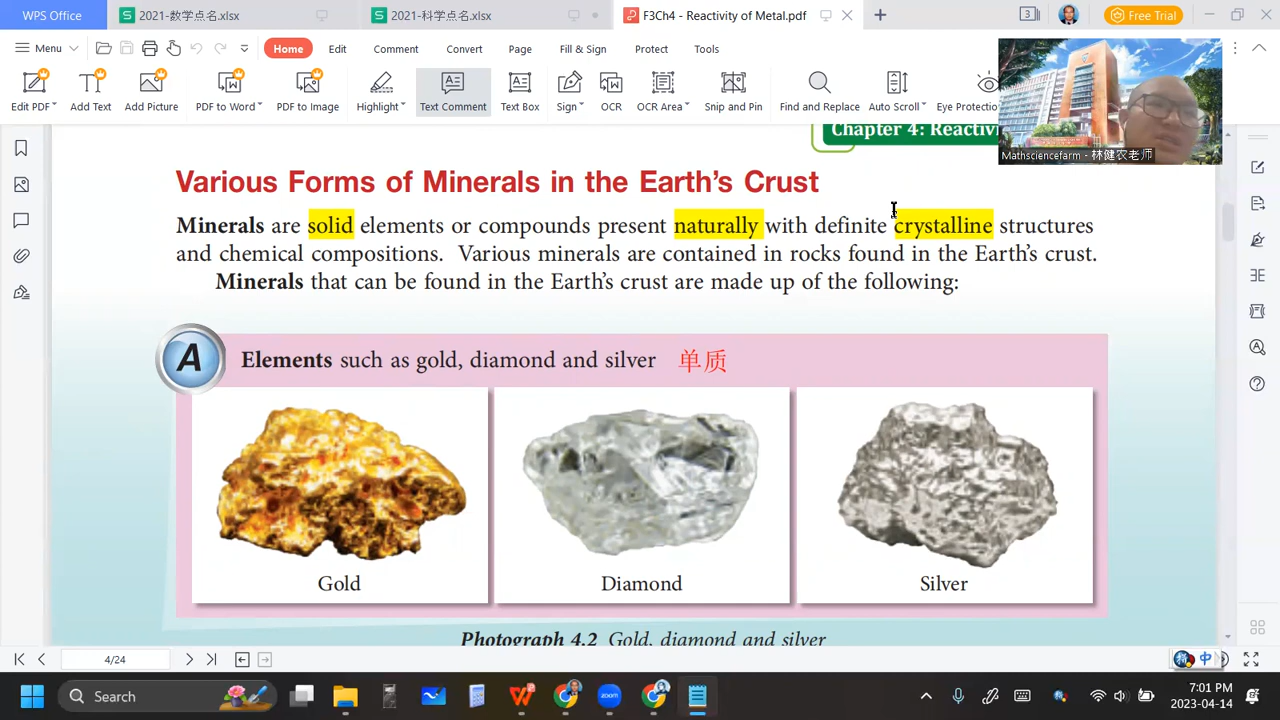 WPS Office
2021-数学点名.xlsx
2021-科学点名.xlsx
F3Ch4 - Reactivity of Metal.pdf
3
Free Trial
Menu
Home
Edit
Comment
Convert
Page
Fill & Sign
Protect
Tools
Edit PDF
Add Text
Add Picture
PDF to Word
PDF to Image
Highlight
Text Comment
Text Box
Sign
OCR
OCR Area
Snip and Pin
Find and Replace
Auto Scroll
Eye Protection
Mathsciencefarm - 林健农老师
Chapter 4: Reactivi
Various Forms of Minerals in the Earth's Crust
Minerals are solid elements or compounds present naturally with definite crystalline structures
and chemical compositions. Various minerals are contained in rocks found in the Earth's crust.
Minerals that can be found in the Earth's crust are made up of the following:
A
Elements such as gold, diamond and silver 单质
Gold
Diamond
Silver
Photograph 4.2 Gold, diamond and silver
4/24
中
Search
7:01 PM
2023-04-14